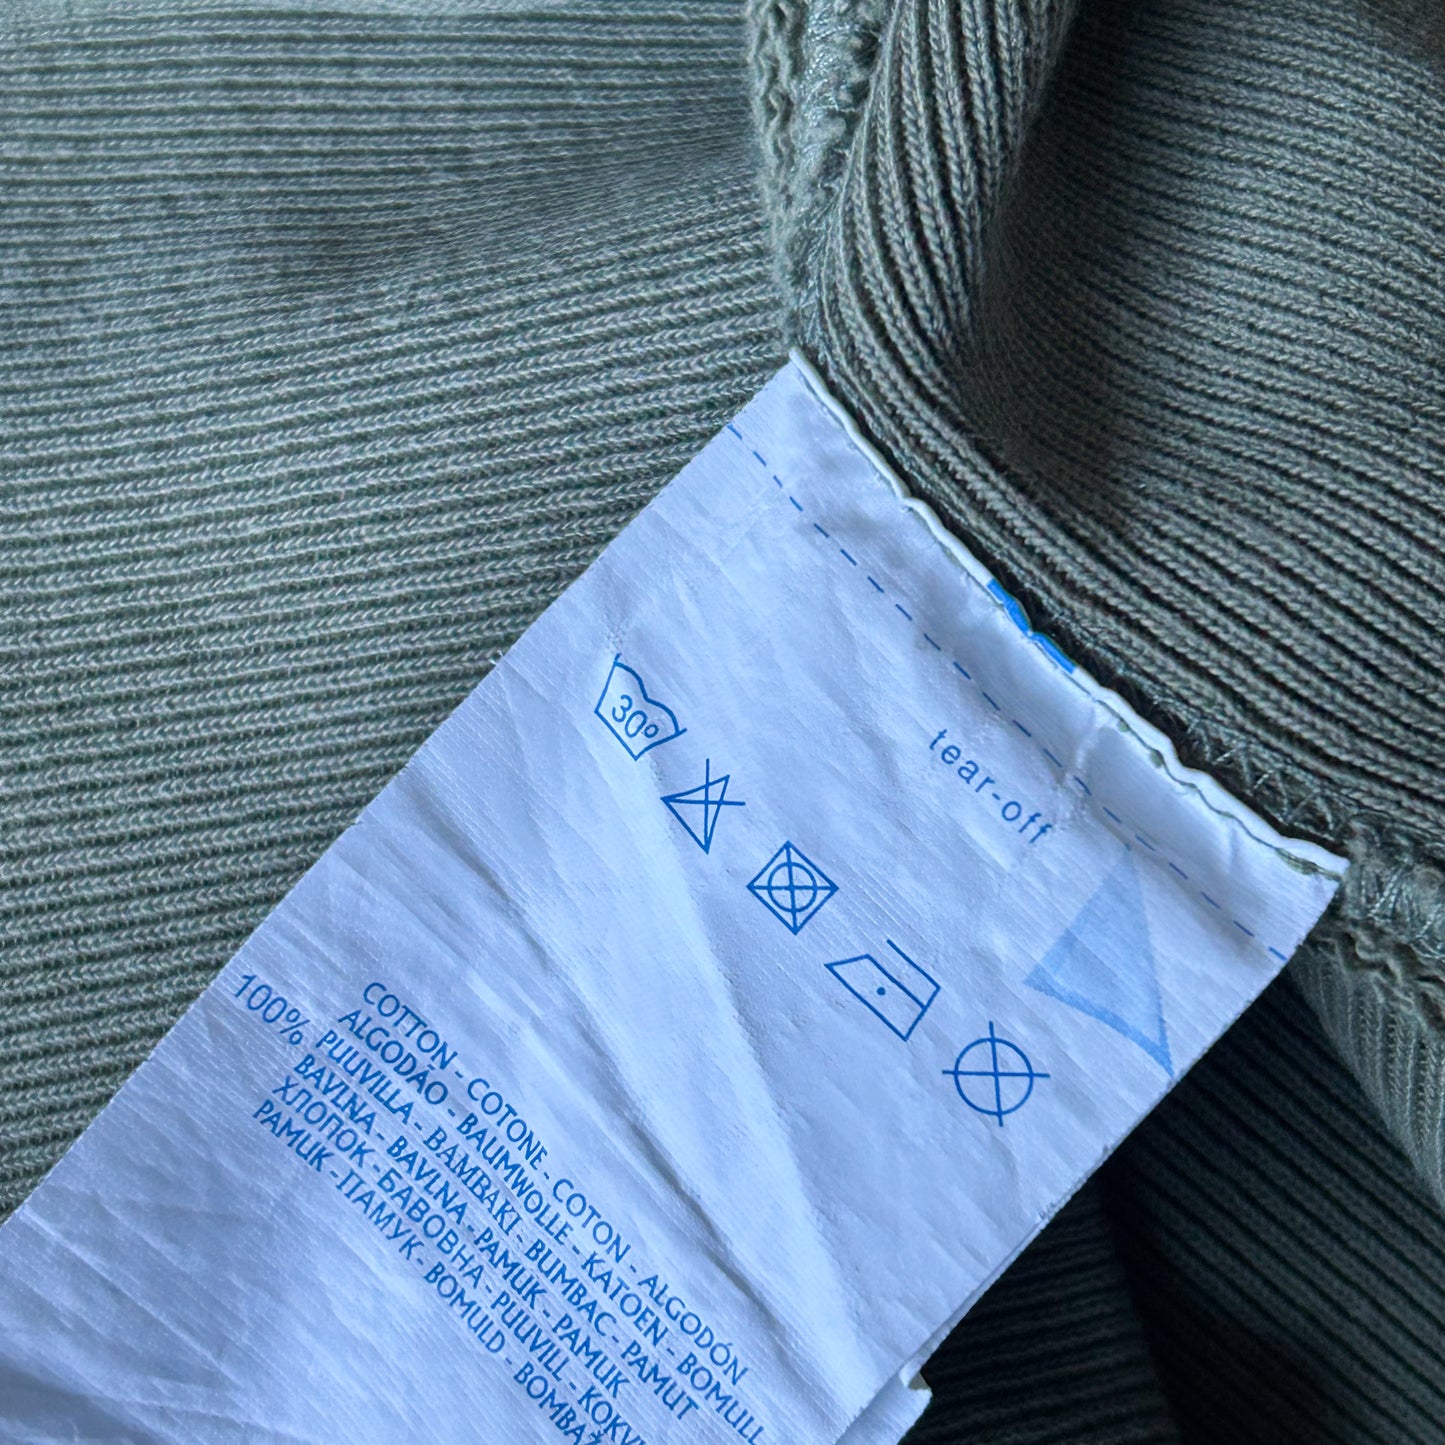 tear-off
30°
COTTON - COTONE - COTON - ALGODÓN
ALGODÃO - BAUMWOLLE - KATOEN - BOMULL
100% PUUVILLA - BAMBAKI - BUMBAC - PAMUT
BAVLNA - BAVLNA - PAMUK - PAMUK
ХЛОПОК - БАВОВНА - PUUVILL - KOKV
PAMUK - ПАМУК - BOMULD - BOMBAŽ